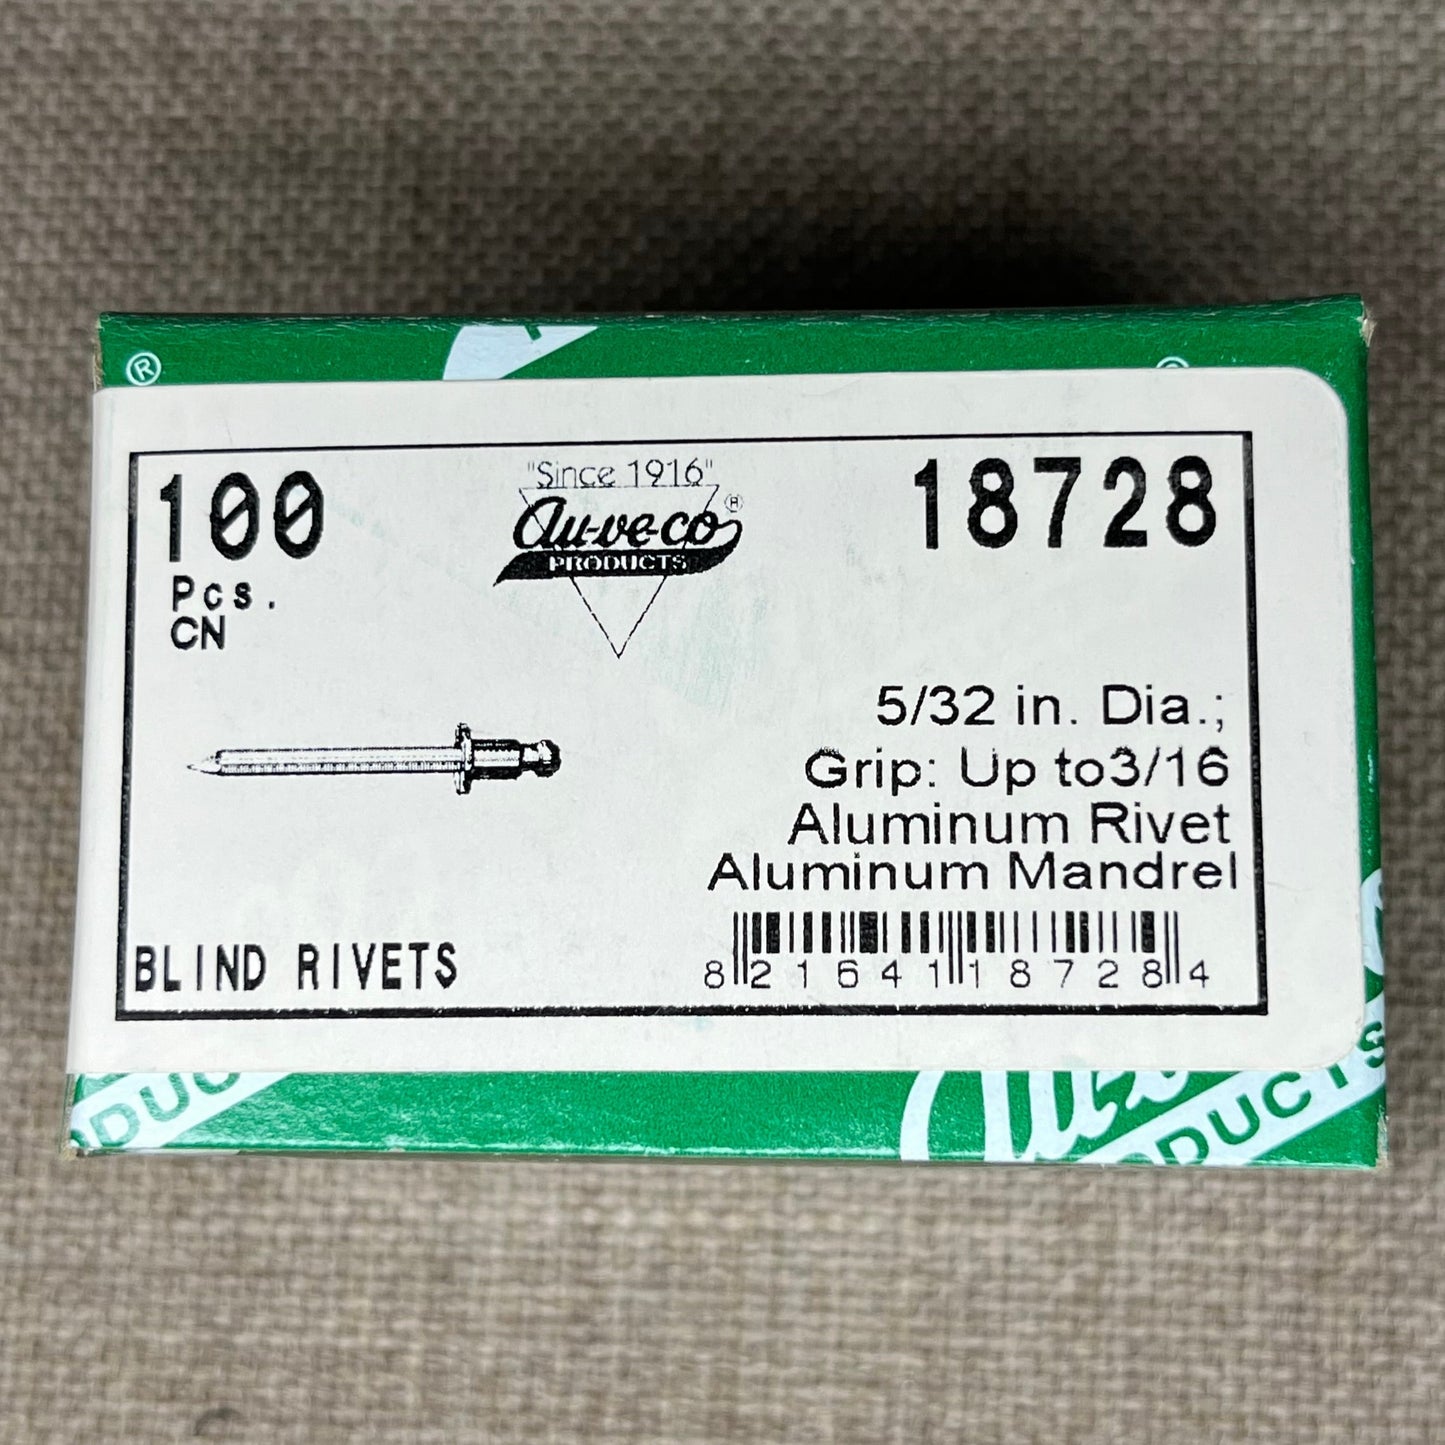 ®
100
Pcs.
CN
"Since 1916"
Au-ve-co®
PRODUCTS
18728
5/32 in. Dia.;
Grip: Up to3/16
Aluminum Rivet
Aluminum Mandrel
BLIND RIVETS
8 21641 18728 4